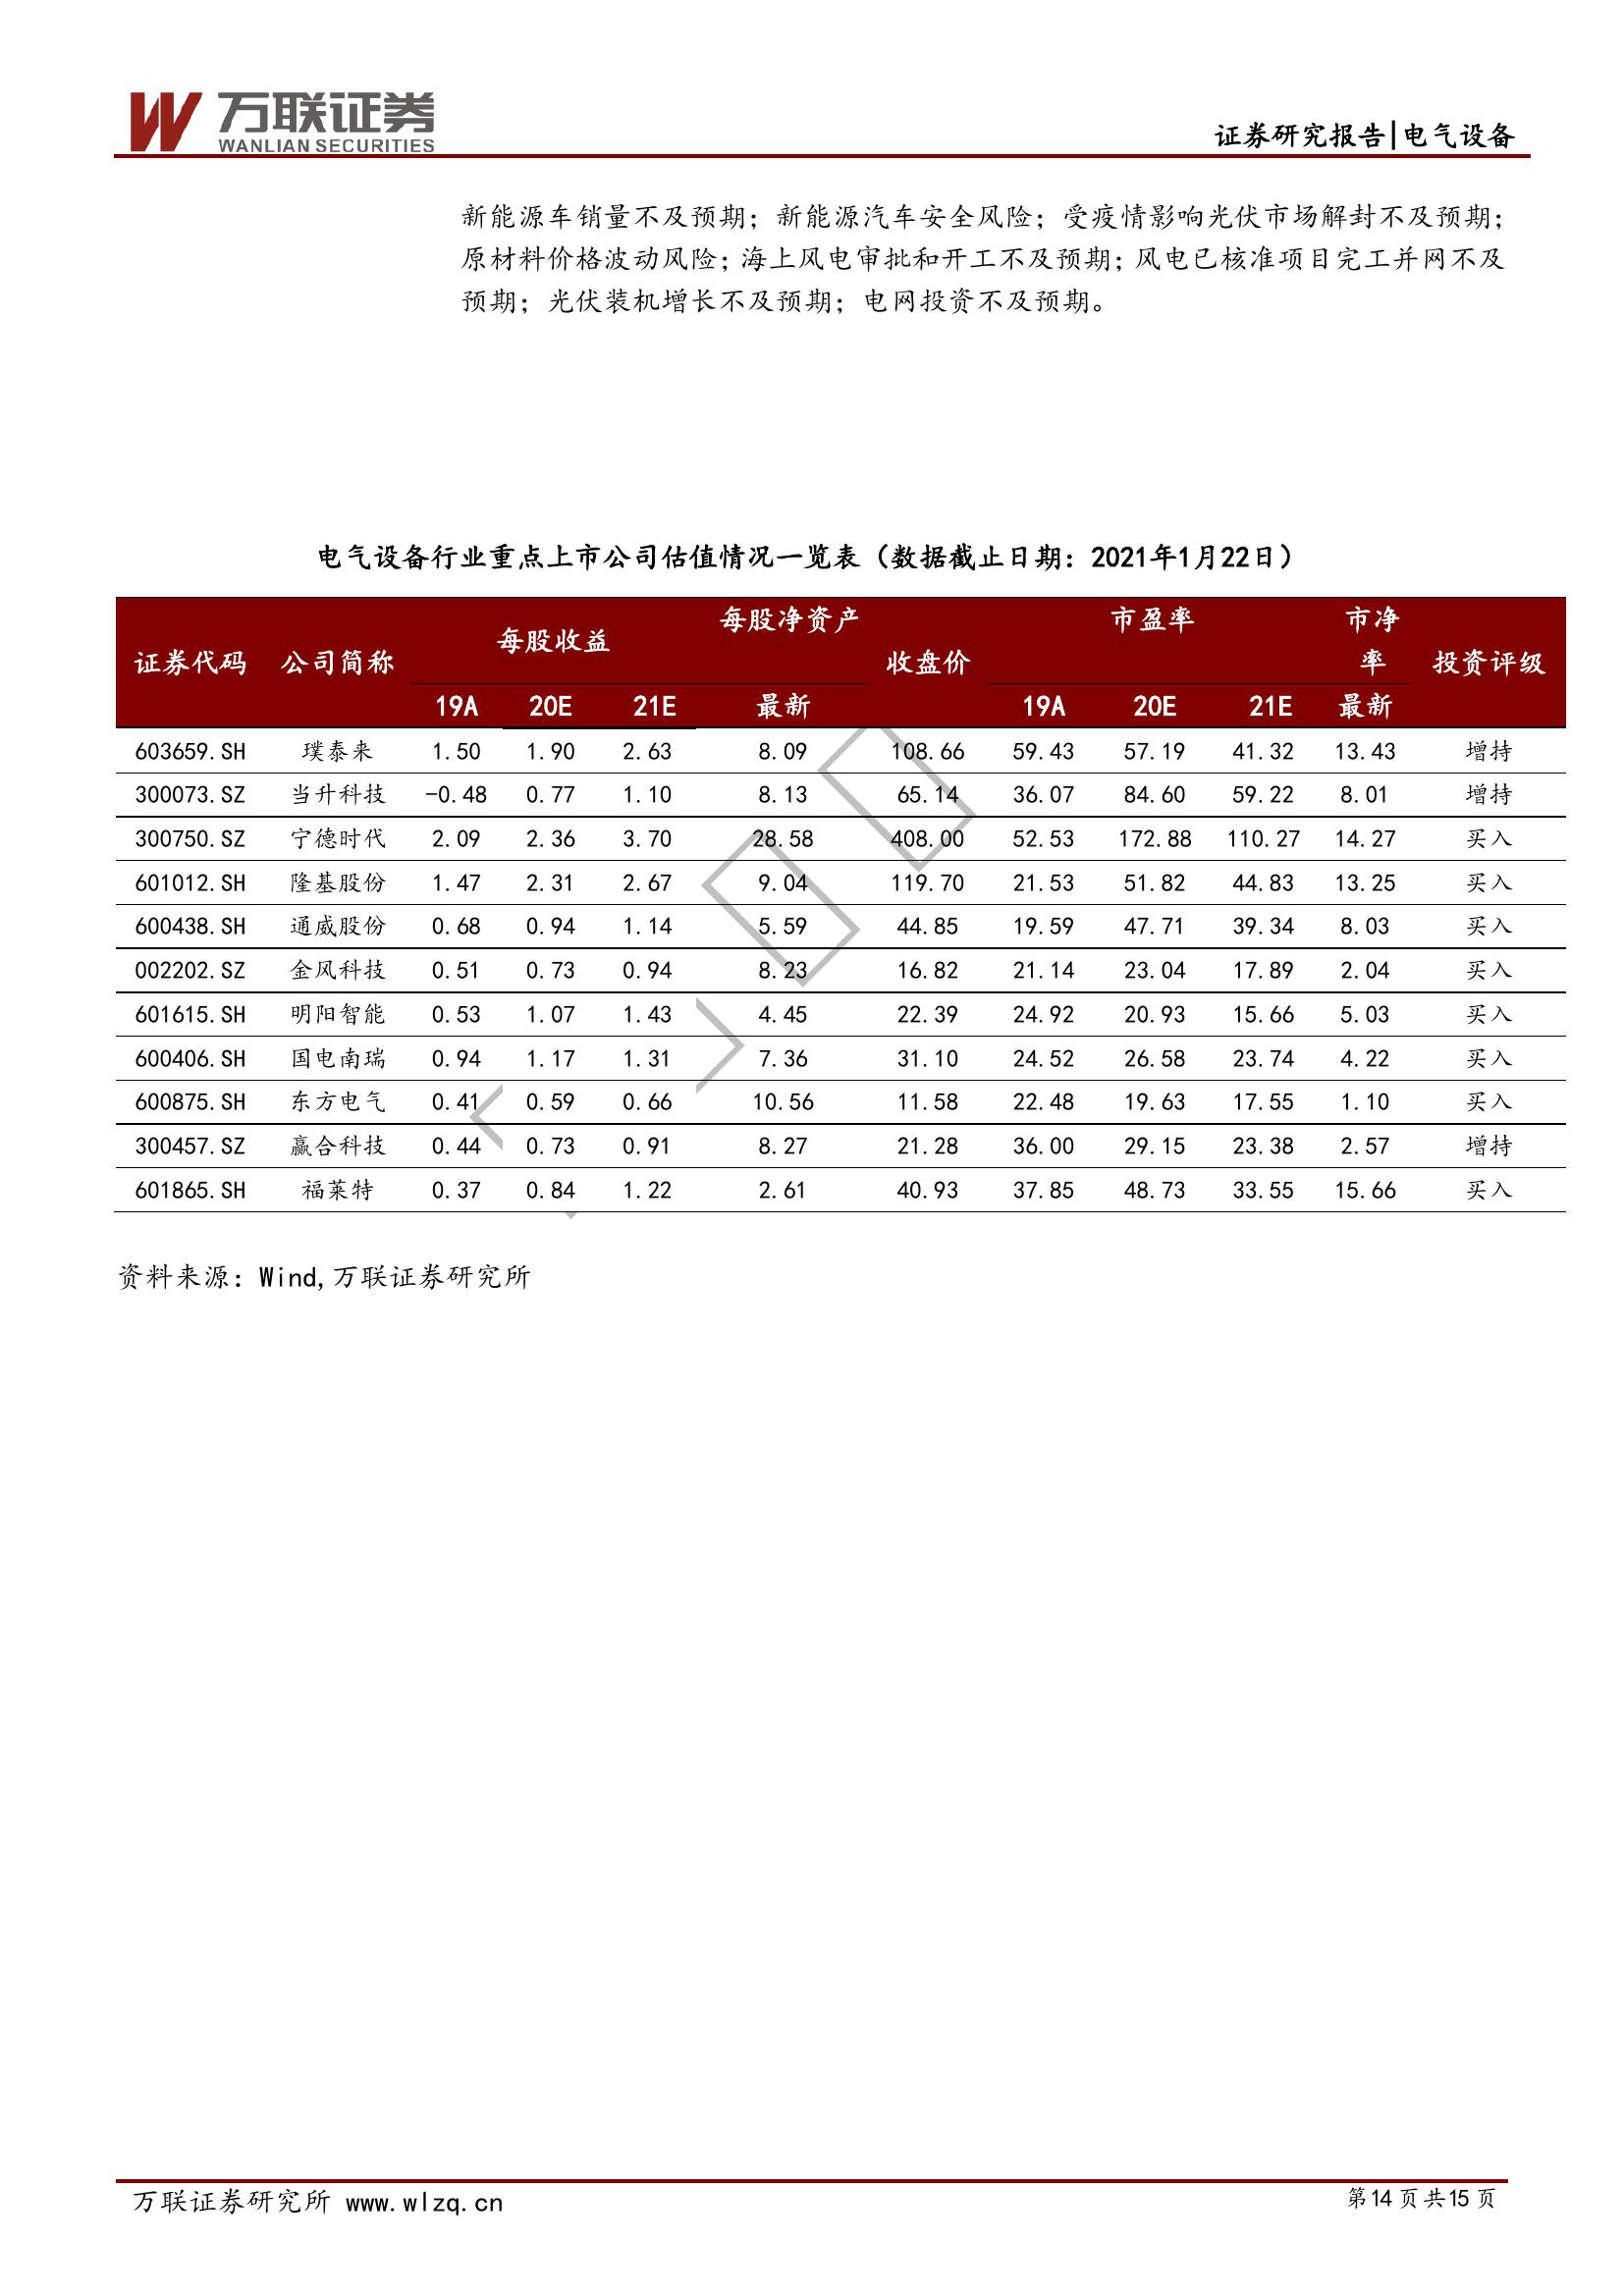 万联证券
WANLIAN SECURITIES
证券研究报告|电气设备
新能源车销量不及预期；新能源汽车安全风险；受疫情影响光伏市场解封不及预期；
原材料价格波动风险；海上风电审批和开工不及预期；风电已核准项目完工并网不及
预期；光伏装机增长不及预期；电网投资不及预期。
电气设备行业重点上市公司估值情况一览表（数据截止日期：2021年1月22日）
证券代码 公司简称 每股收益 每股净资产 收盘价 市盈率 市净率 投资评级
19A 20E 21E 最新 19A 20E 21E 最新
603659.SH 璞泰来 1.50 1.90 2.63 8.09 108.66 59.43 57.19 41.32 13.43 增持
300073.SZ 当升科技 -0.48 0.77 1.10 8.13 65.14 36.07 84.60 59.22 8.01 增持
300750.SZ 宁德时代 2.09 2.36 3.70 28.58 408.00 52.53 172.88 110.27 14.27 买入
601012.SH 隆基股份 1.47 2.31 2.67 9.04 119.70 21.53 51.82 44.83 13.25 买入
600438.SH 通威股份 0.68 0.94 1.14 5.59 44.85 19.59 47.71 39.34 8.03 买入
002202.SZ 金风科技 0.51 0.73 0.94 8.23 16.82 21.14 23.04 17.89 2.04 买入
601615.SH 明阳智能 0.53 1.07 1.43 4.45 22.39 24.92 20.93 15.66 5.03 买入
600406.SH 国电南瑞 0.94 1.17 1.31 7.36 31.10 24.52 26.58 23.74 4.22 买入
600875.SH 东方电气 0.41 0.59 0.66 10.56 11.58 22.48 19.63 17.55 1.10 买入
300457.SZ 赢合科技 0.44 0.73 0.91 8.27 21.28 36.00 29.15 23.38 2.57 增持
601865.SH 福莱特 0.37 0.84 1.22 2.61 40.93 37.85 48.73 33.55 15.66 买入
资料来源：Wind,万联证券研究所
万联证券研究所 www.wlzq.cn
第14页共15页